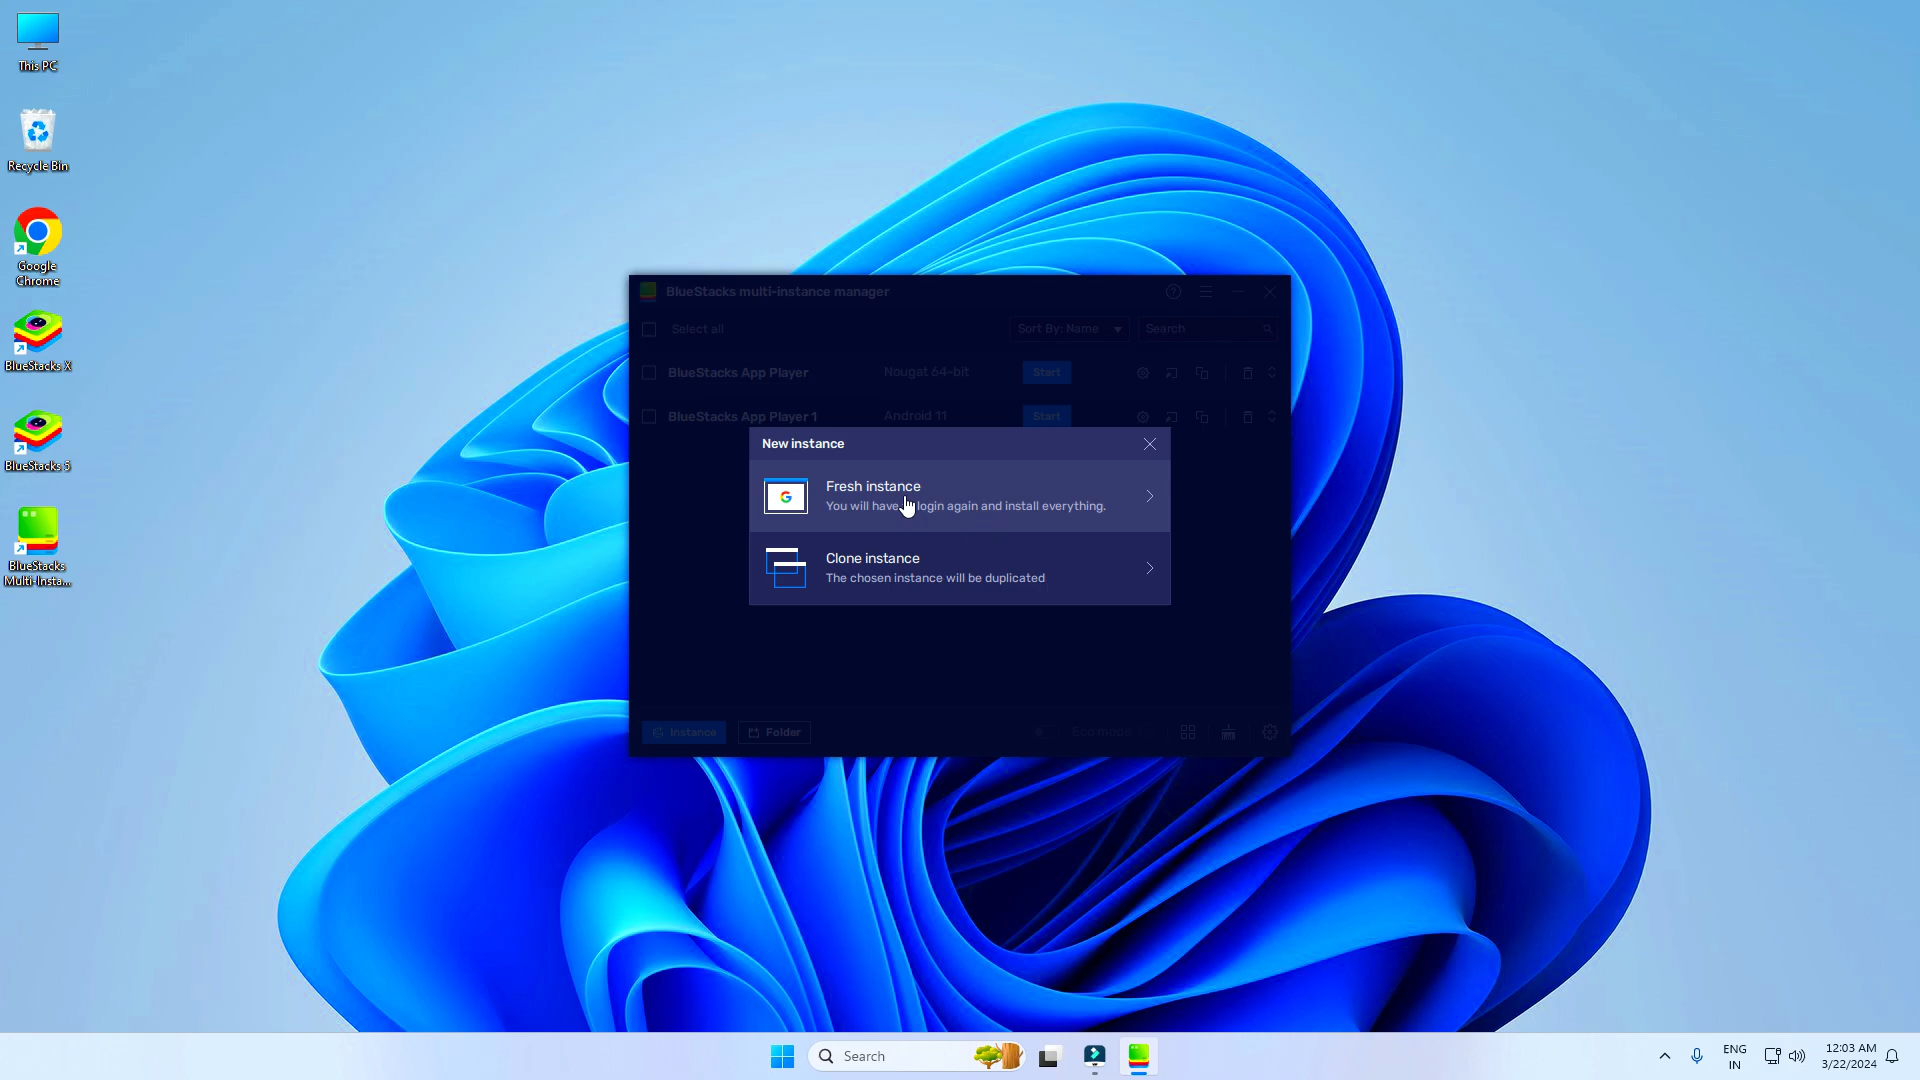 This PC
Recycle Bin
Google
Chrome
BlueStacks X
BlueStacks 5
BlueStacks
Multi-Insta...
BlueStacks multi-instance manager
Select all
Sort By: Name
Search
BlueStacks App Player
Nougat 64-bit
Start
BlueStacks App Player 1
Android 11
Start
New instance
Fresh instance
You will have login again and install everything.
Clone instance
The chosen instance will be duplicated
Instance
Folder
Eco mode
Search
ENG
IN
12:03 AM
3/22/2024